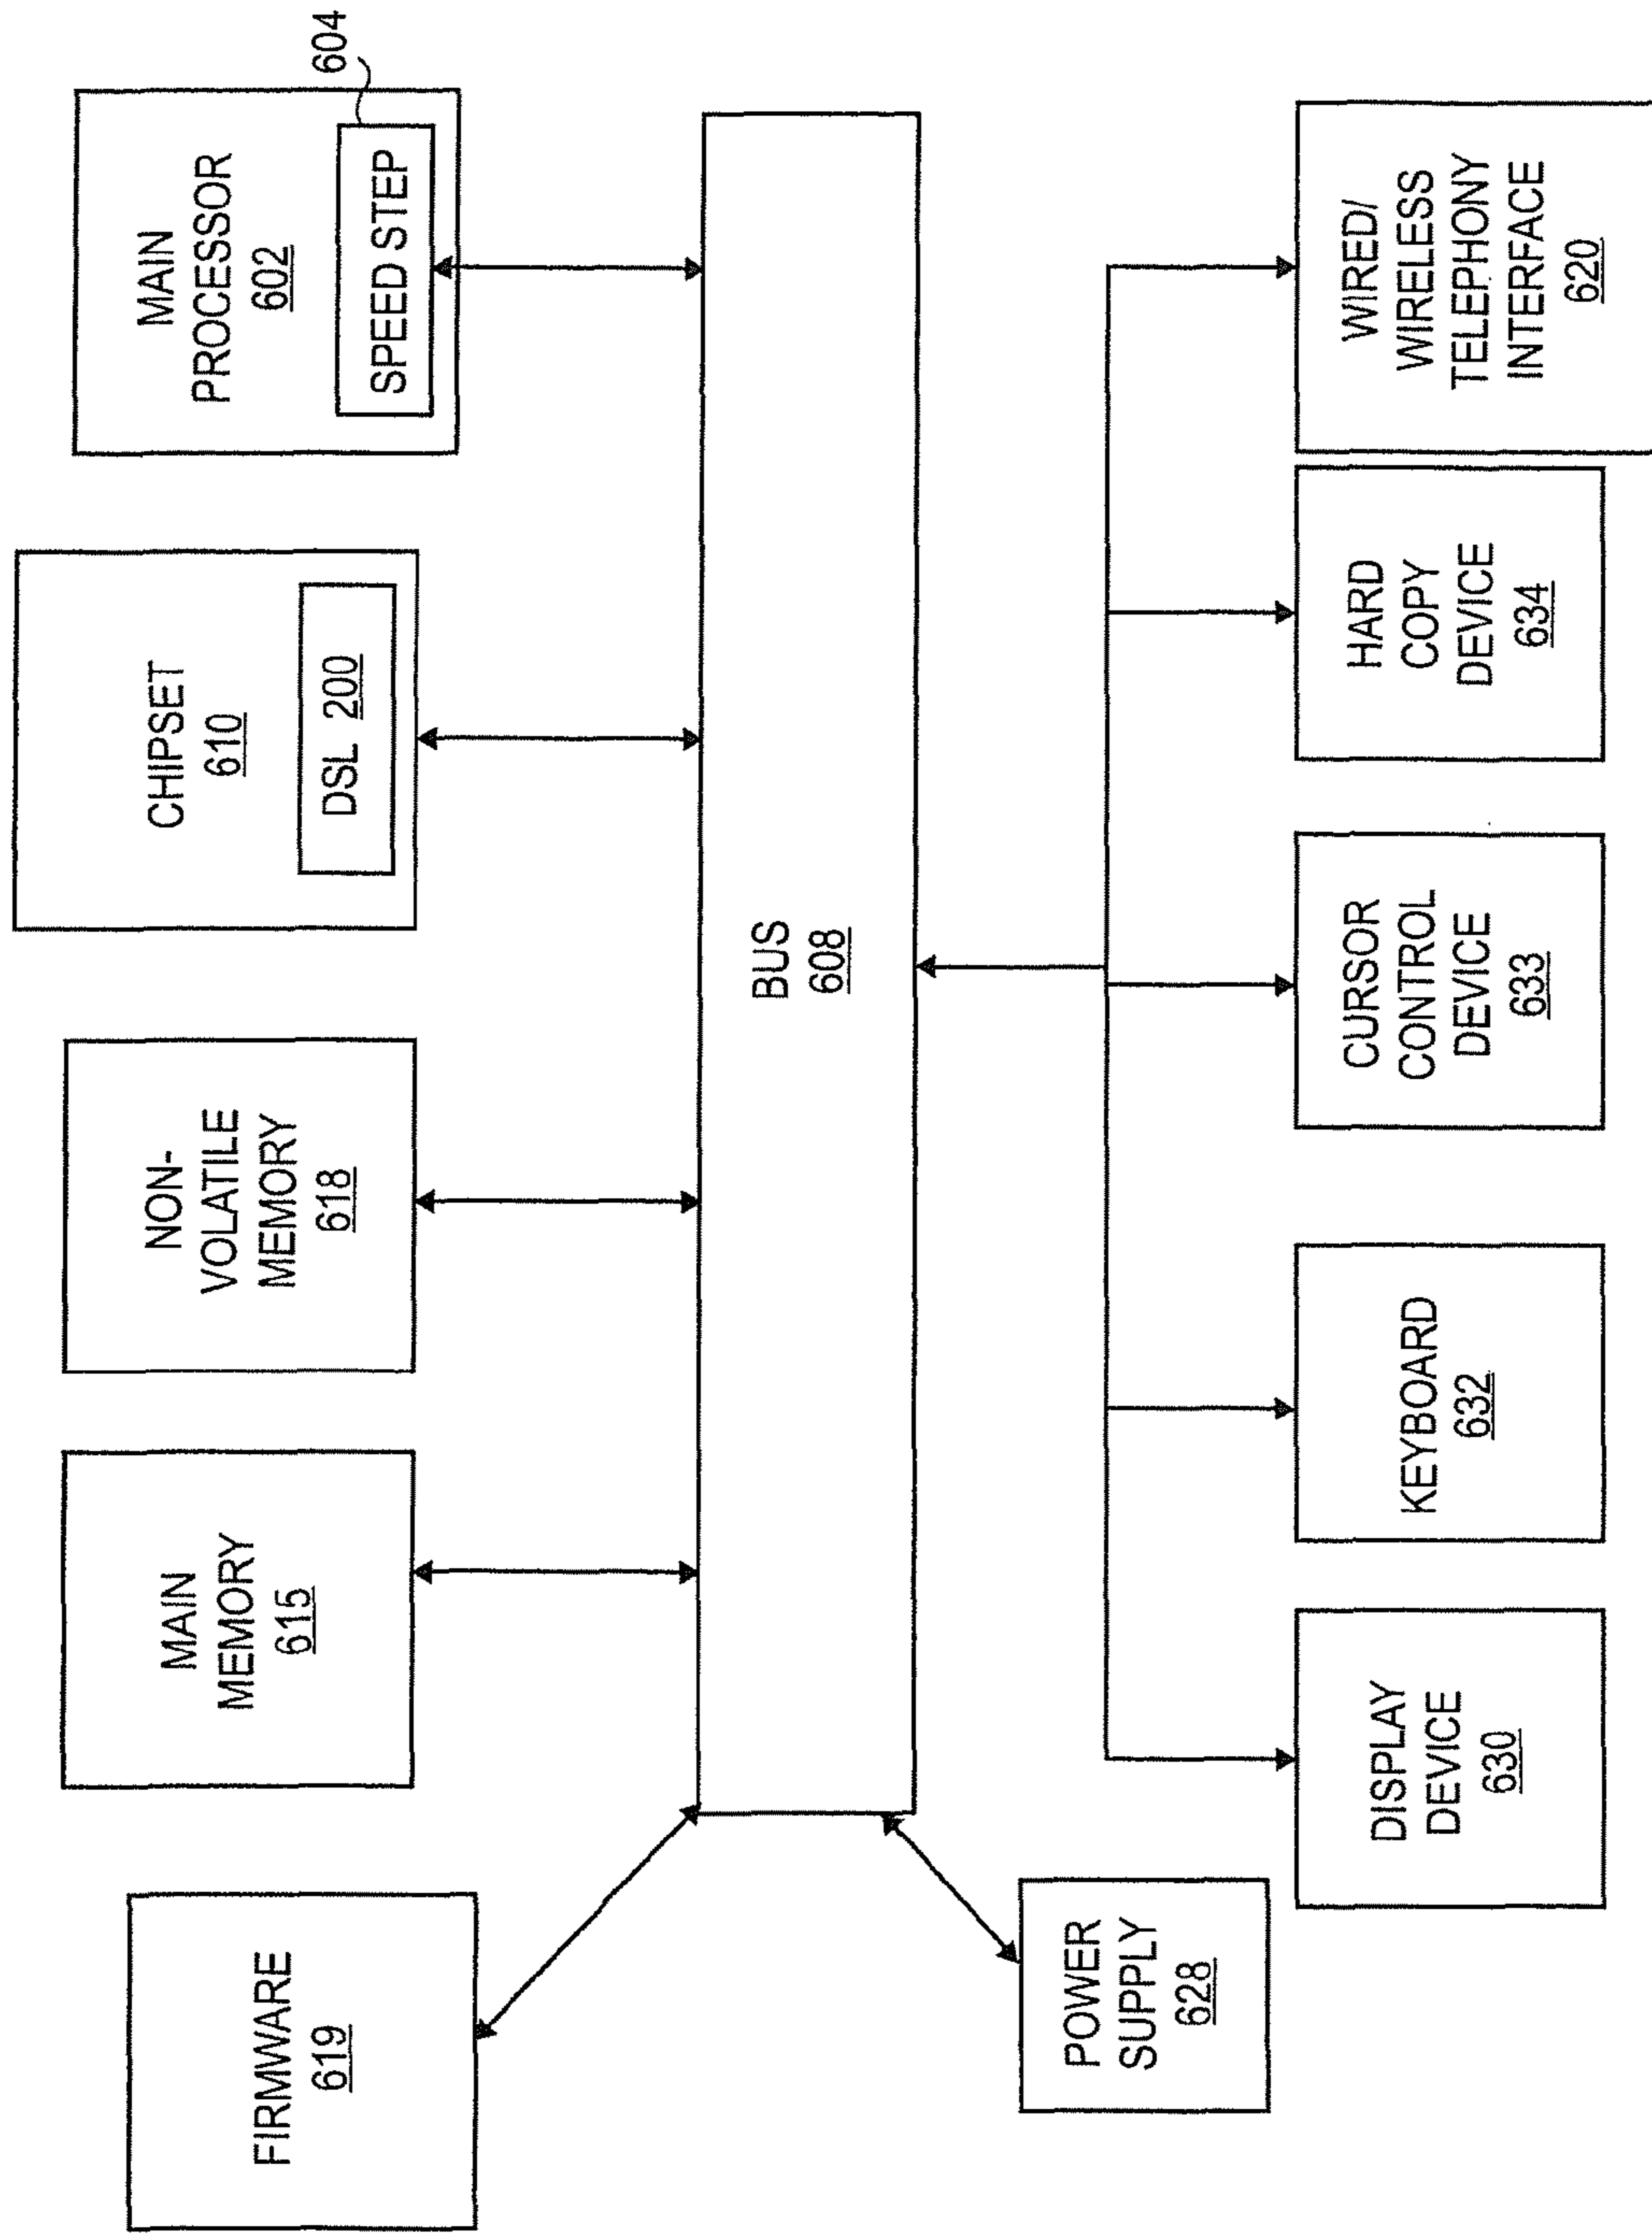 FIRMWARE
619
MAIN
MEMORY
615
NON-
VOLATILE
MEMORY
618
CHIPSET
610
DSL 200
MAIN
PROCESSOR
602
SPEED STEP
604
BUS
608
POWER
SUPPLY
628
DISPLAY
DEVICE
630
KEYBOARD
632
CURSOR
CONTROL
DEVICE
633
HARD
COPY
DEVICE
634
WIRED/
WIRELESS
TELEPHONY
INTERFACE
620